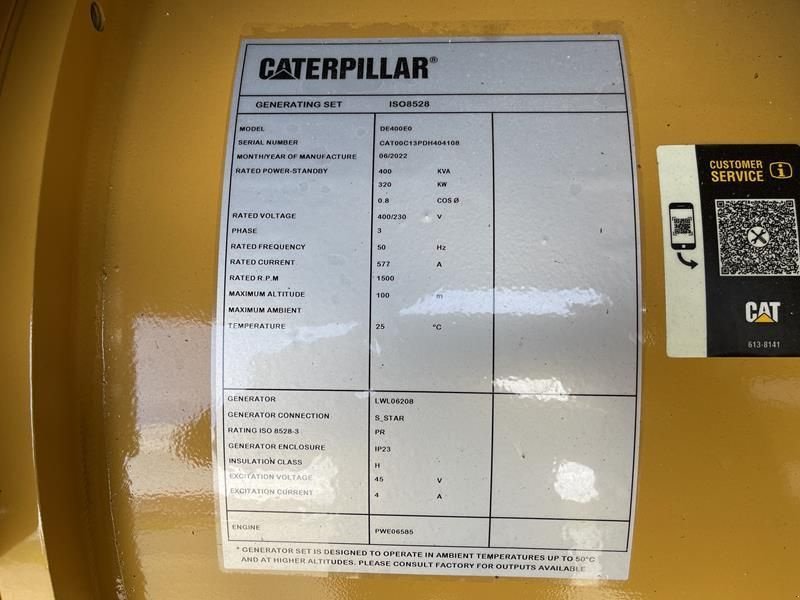 CATERPILLAR®
GENERATING SET ISO8528
MODEL DE400E0
SERIAL NUMBER CAT00C13PDH404108
MONTH/YEAR OF MANUFACTURE 06/2022
RATED POWER-STANDBY 400 KVA
320 KW
0.8 COS Ø
RATED VOLTAGE 400/230 V
PHASE 3
RATED FREQUENCY 50 Hz
RATED CURRENT 577 A
RATED R.P.M 1500
MAXIMUM ALTITUDE 100 m
MAXIMUM AMBIENT
TEMPERATURE 25 °C
GENERATOR LWL06208
GENERATOR CONNECTION S_STAR
RATING ISO 8528-3 PR
GENERATOR ENCLOSURE IP23
INSULATION CLASS H
EXCITATION VOLTAGE 45 V
EXCITATION CURRENT 4 A
ENGINE PWE06585
* GENERATOR SET IS DESIGNED TO OPERATE IN AMBIENT TEMPERATURES UP TO 50°C
AND AT HIGHER ALTITUDES. PLEASE CONSULT FACTORY FOR OUTPUTS AVAILABLE
CUSTOMER
SERVICE i
CAT
613-8141